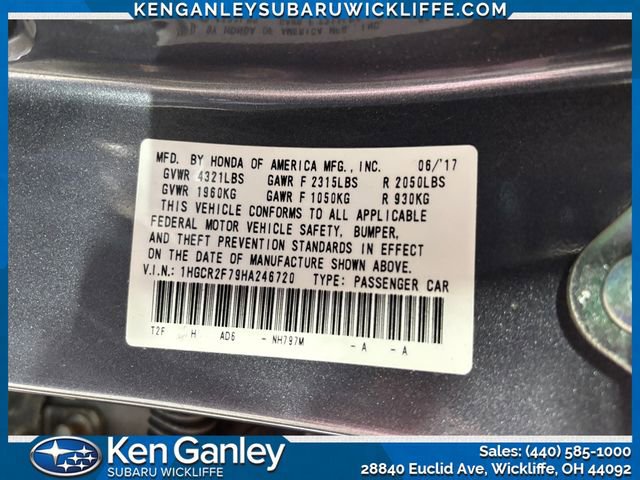 KENGANLEYSUBARUWICKLIFFE.COM
MFD. BY HONDA OF AMERICA MFG., INC. 06/'17
GVWR 4321LBS GAWR F 2315LBS R 2050LBS
GVWR 1960KG GAWR F 1050KG R 930KG
THIS VEHICLE CONFORMS TO ALL APPLICABLE
FEDERAL MOTOR VEHICLE SAFETY, BUMPER,
AND THEFT PREVENTION STANDARDS IN EFFECT
ON THE DATE OF MANUFACTURE SHOWN ABOVE.
V.I.N.: 1HGCR2F79HA246720 TYPE: PASSENGER CAR
T2F H AD6 - NH797M - A - A
Ken Ganley
SUBARU WICKLIFFE
Sales: (440) 585-1000
28840 Euclid Ave, Wickliffe, OH 44092